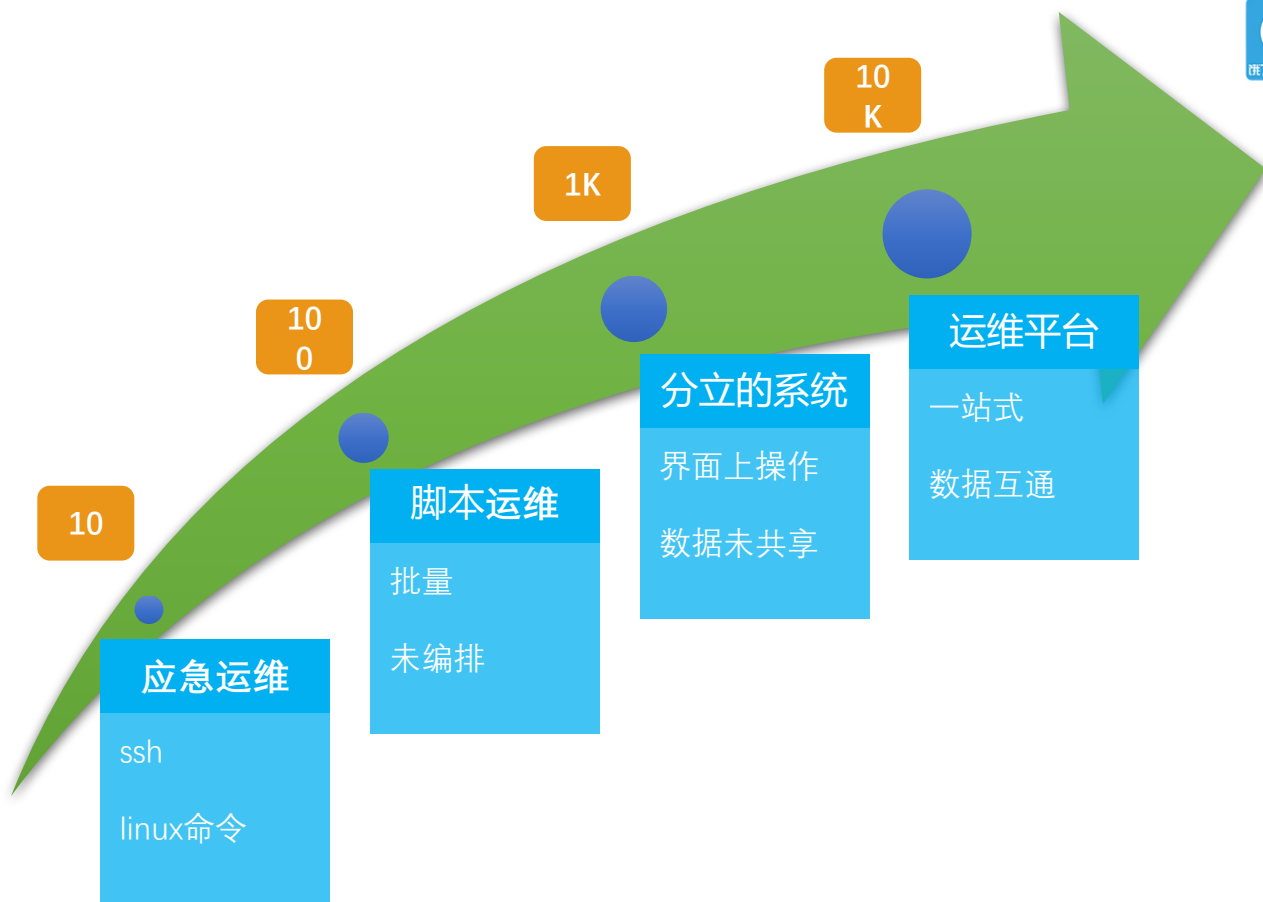 10
K
1K
10
0
10
运维平台
一站式
数据互通
分立的系统
界面上操作
数据未共享
脚本运维
批量
未编排
应急运维
ssh
linux命令